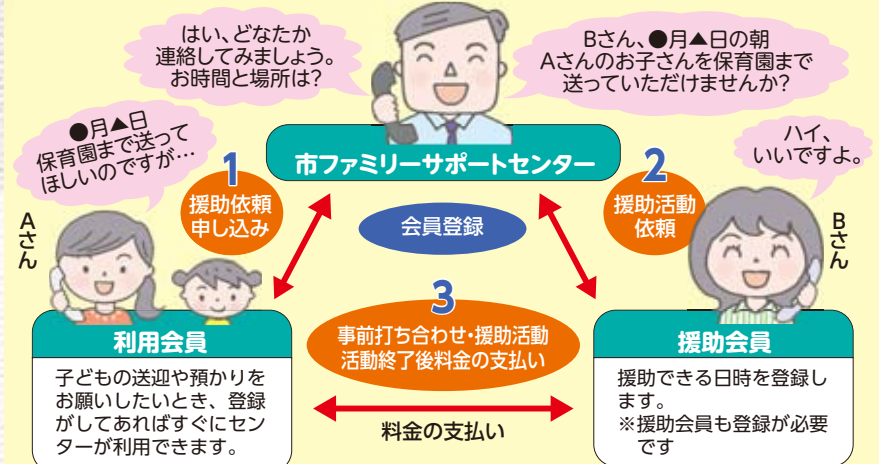 はい、どなたか
連絡してみましょう。
お時間と場所は?
Bさん、●月▲日の朝
Aさんのお子さんを保育園まで
送っていただけませんか?
●月▲日
保育園まで送って
ほしいのですが…
ハイ、
いいですよ。
市ファミリーサポートセンター
1
援助依頼
申し込み
会員登録
2
援助活動
依頼
Aさん
Bさん
3
事前打ち合わせ・援助活動
活動終了後料金の支払い
利用会員
子どもの送迎や預かりを
お願いしたいとき、登録
がしてあればすぐにセン
ターが利用できます。
料金の支払い
援助会員
援助できる日時を登録し
ます。
※援助会員も登録が必要
です